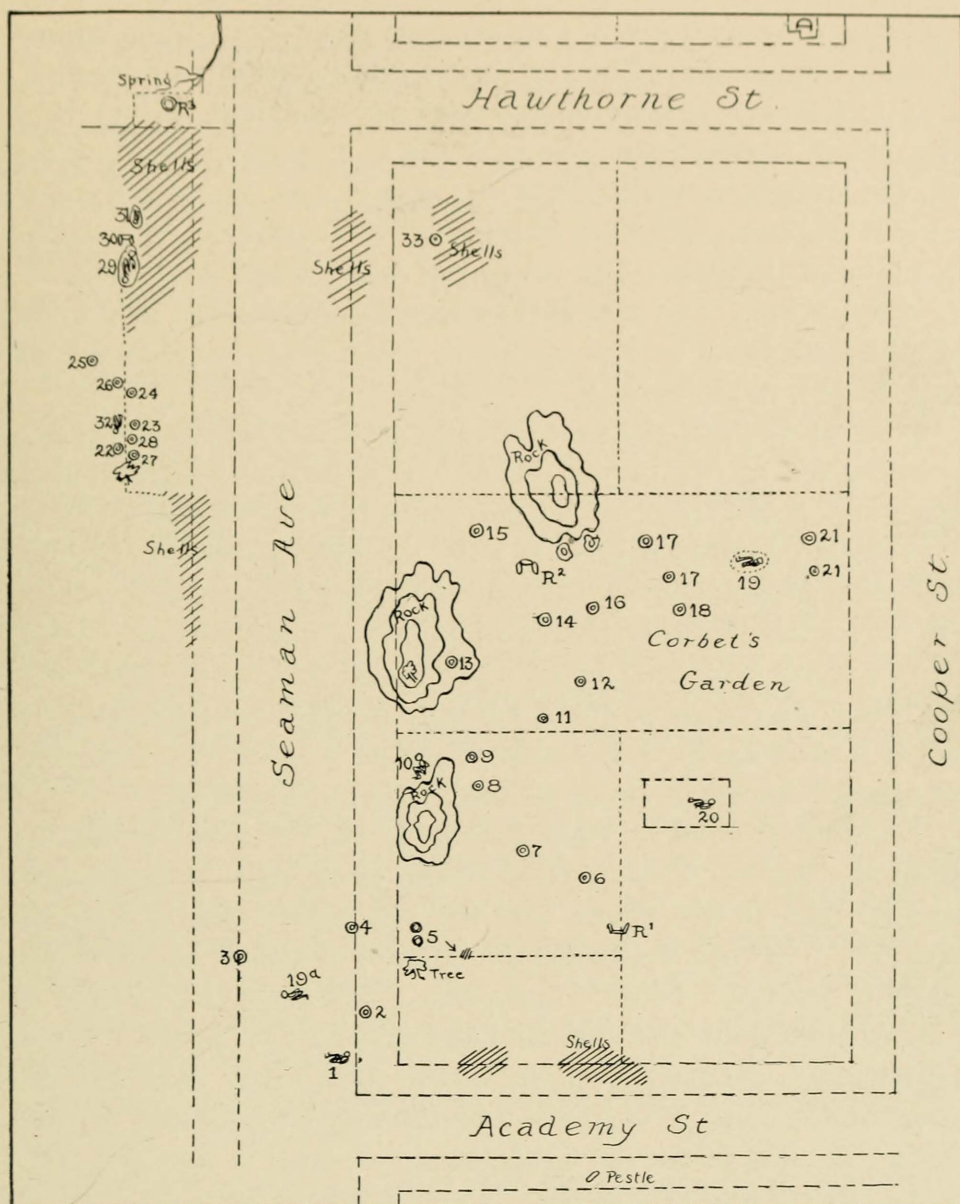 Hawthorne St.
Spring
R³
Shells
31
30
29
33
Shells
Shells
25
26
24
32
23
28
22
27
Shells
Seaman Ave
Rock
15
17
21
R²
19
21
17
14
16
18
Rock
Corbet's
13
12
Garden
11
Cooper St.
10
9
8
Rock
20
7
6
4
5
R¹
3
Tree
19ª
2
1
Shells
Academy St
Pestle